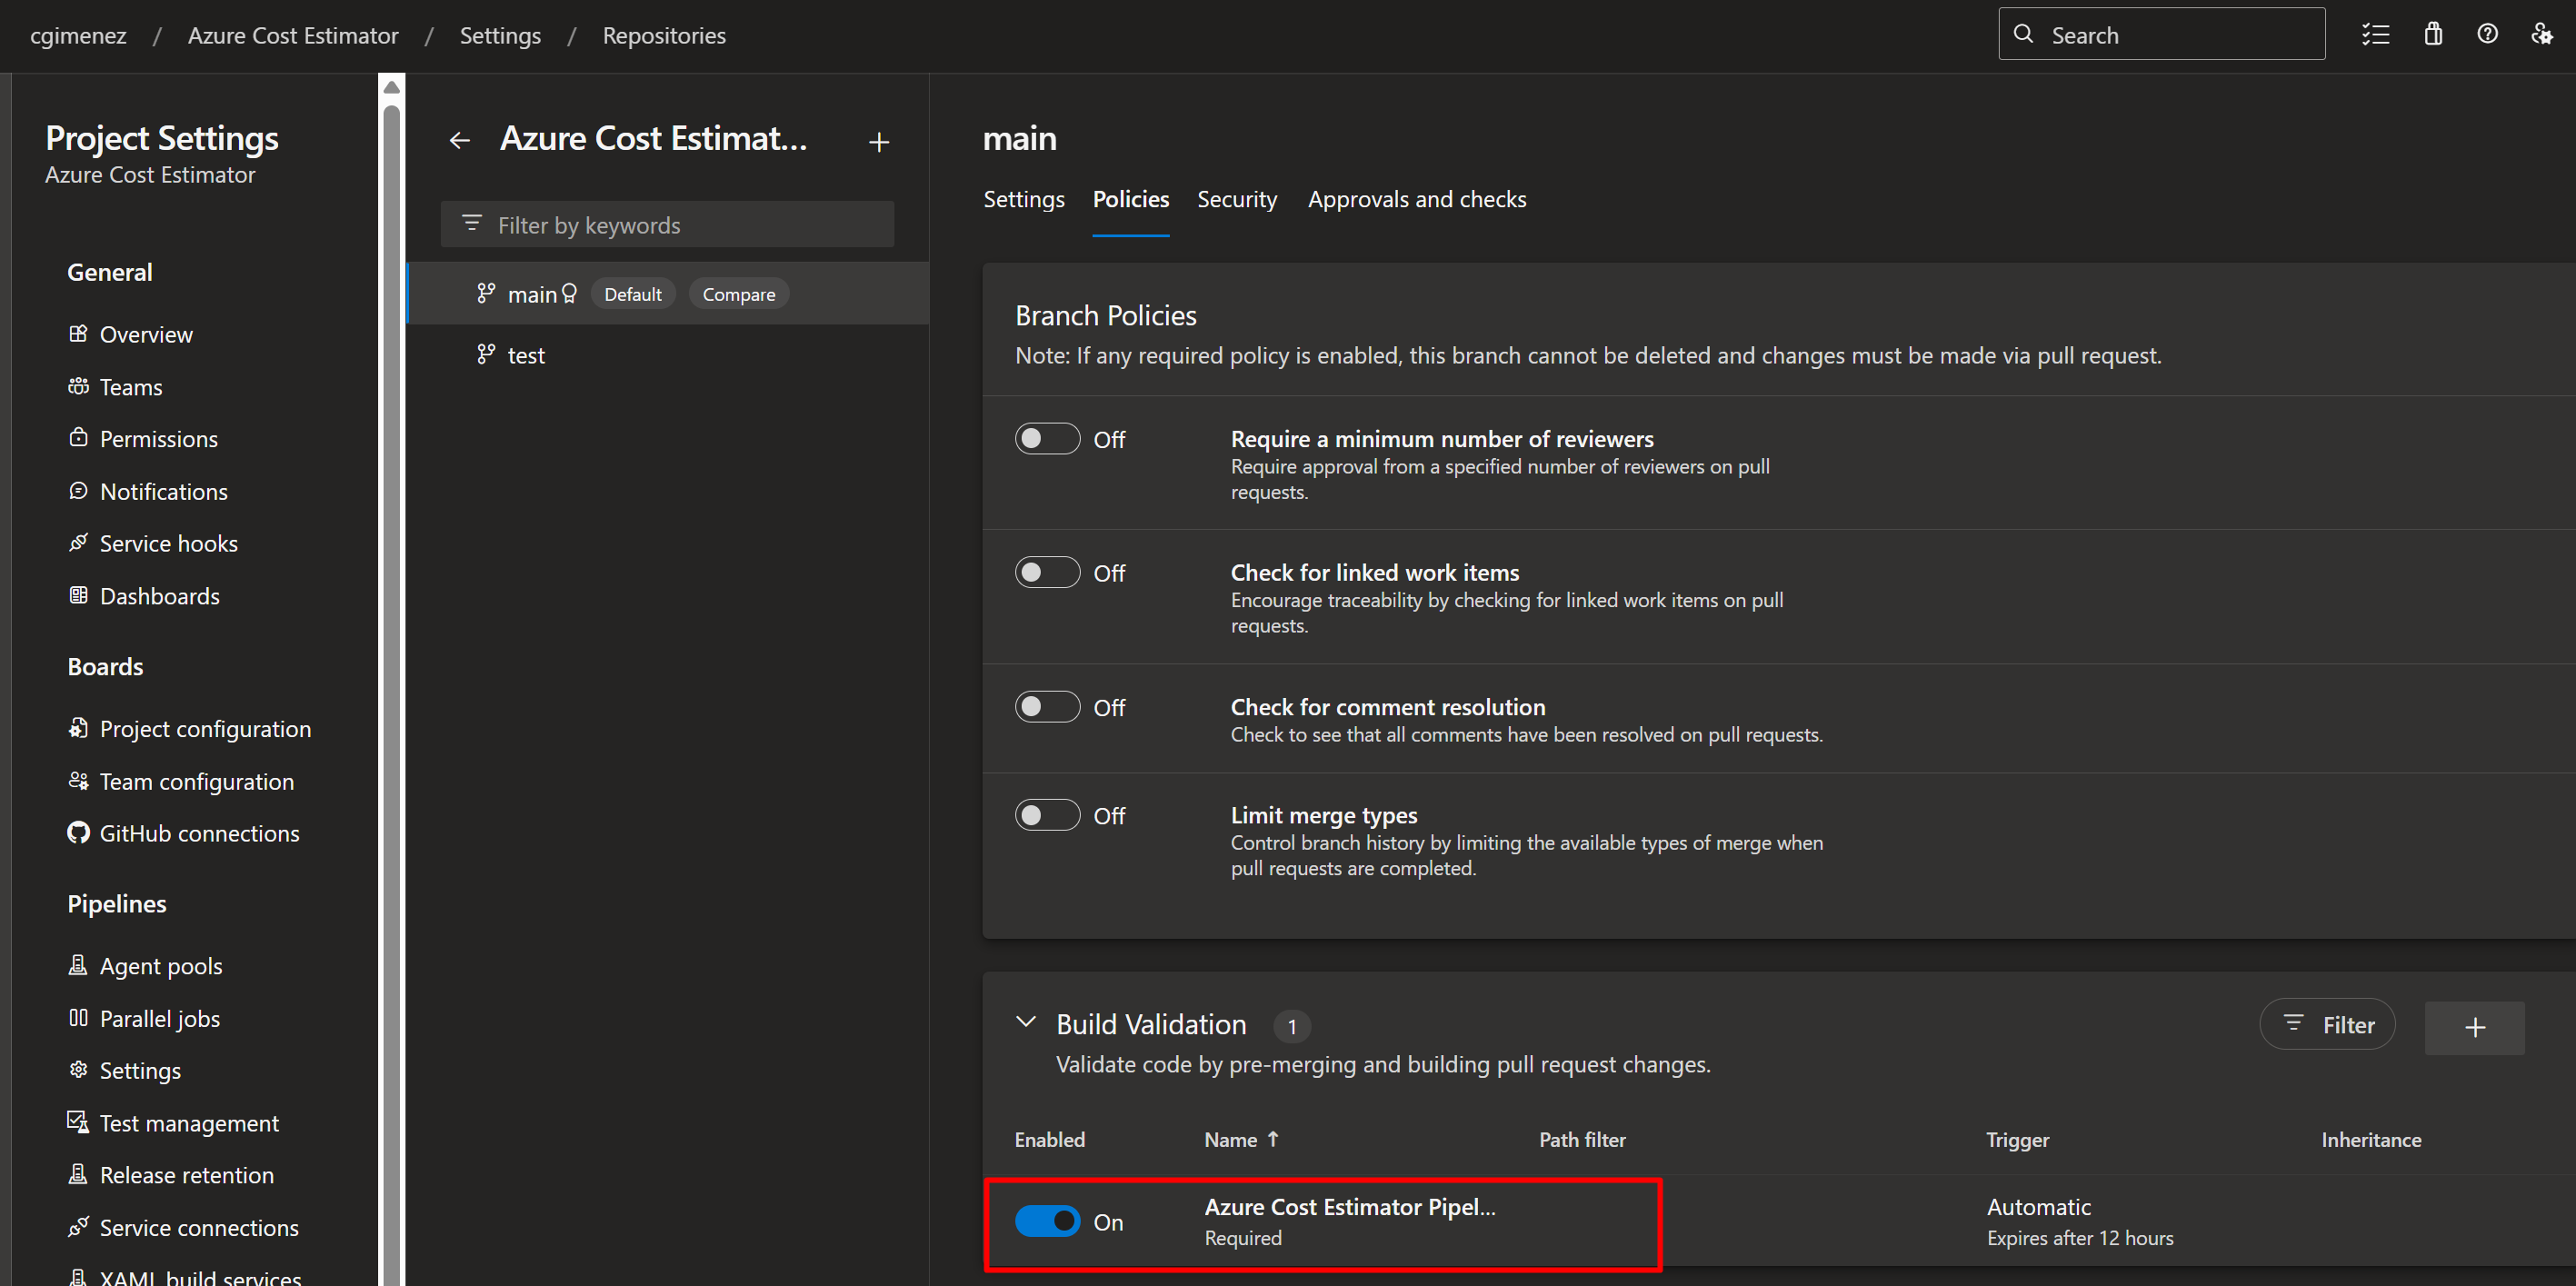 cgimenez / Azure Cost Estimator / Settings / Repositories
Search
Project Settings
Azure Cost Estimator
General
Overview
Teams
Permissions
Notifications
Service hooks
Dashboards
Boards
Project configuration
Team configuration
GitHub connections
Pipelines
Agent pools
Parallel jobs
Settings
Test management
Release retention
Service connections
XAML build services
Azure Cost Estimat...
Filter by keywords
main Default Compare
test
main
Settings Policies Security Approvals and checks
Branch Policies
Note: If any required policy is enabled, this branch cannot be deleted and changes must be made via pull request.
Off
Require a minimum number of reviewers
Require approval from a specified number of reviewers on pull
requests.
Off
Check for linked work items
Encourage traceability by checking for linked work items on pull
requests.
Off
Check for comment resolution
Check to see that all comments have been resolved on pull requests.
Off
Limit merge types
Control branch history by limiting the available types of merge when
pull requests are completed.
Build Validation 1
Filter
Validate code by pre-merging and building pull request changes.
Enabled Name Path filter Trigger Inheritance
On
Azure Cost Estimator Pipel...
Required
Automatic
Expires after 12 hours